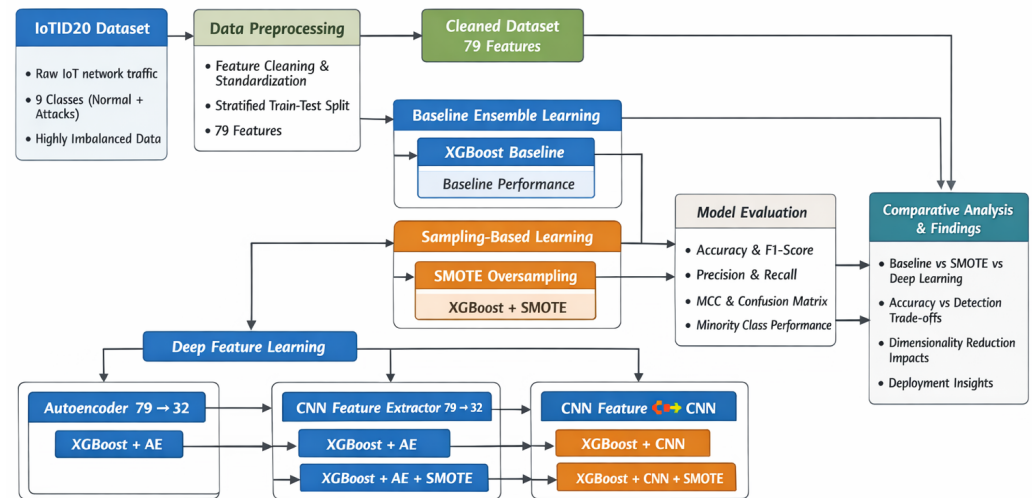 IoTID20 Dataset
• Raw IoT network traffic
• 9 Classes (Normal +
Attacks)
• Highly Imbalanced Data
Data Preprocessing
• Feature Cleaning &
Standardization
• Stratified Train-Test Split
• 79 Features
Cleaned Dataset
79 Features
Baseline Ensemble Learning
XGBoost Baseline
Baseline Performance
Sampling-Based Learning
SMOTE Oversampling
XGBoost + SMOTE
Model Evaluation
• Accuracy & F1-Score
• Precision & Recall
• MCC & Confusion Matrix
• Minority Class Performance
Comparative Analysis
& Findings
• Baseline vs SMOTE vs
Deep Learning
• Accuracy vs Detection
Trade-offs
• Dimensionality Reduction
Impacts
• Deployment Insights
Deep Feature Learning
Autoencoder 79 → 32
XGBoost + AE
CNN Feature Extractor 79 → 32
XGBoost + AE
XGBoost + AE + SMOTE
CNN Feature ↔ CNN
XGBoost + CNN
XGBoost + CNN + SMOTE